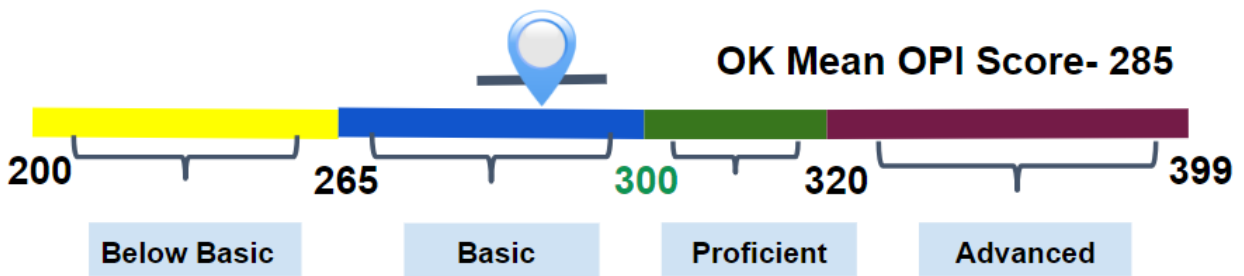 OK Mean OPI Score- 285
200 265 300 320 399
Below Basic Basic Proficient Advanced